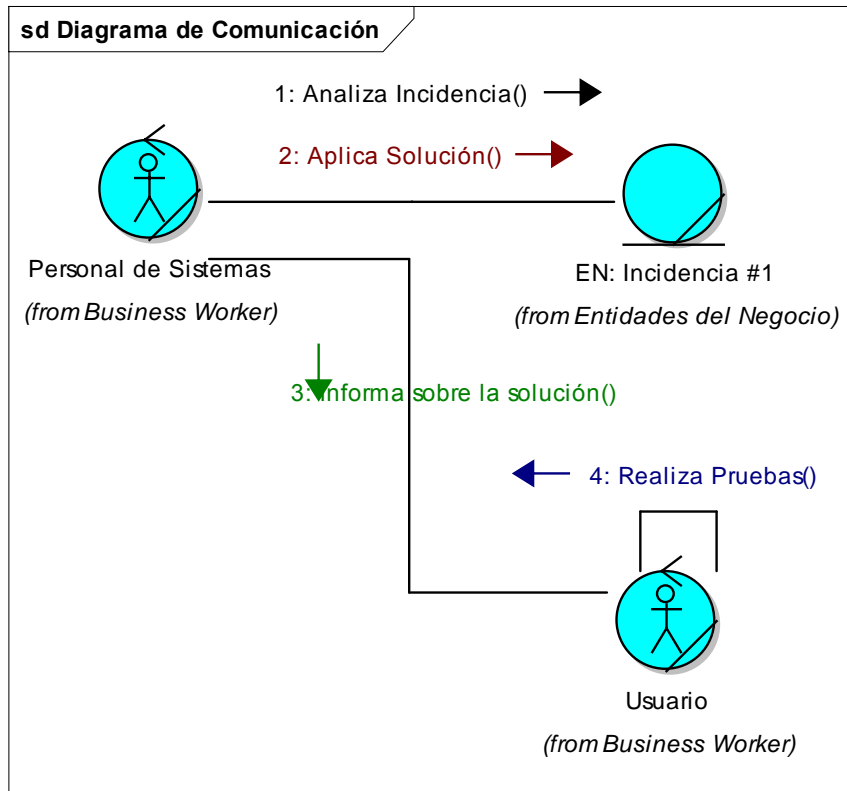 sd Diagrama de Comunicación
1: Analiza Incidencia()
2: Aplica Solución()
Personal de Sistemas
(from Business Worker)
EN: Incidencia #1
(from Entidades del Negocio)
3: Informa sobre la solución()
4: Realiza Pruebas()
Usuario
(from Business Worker)